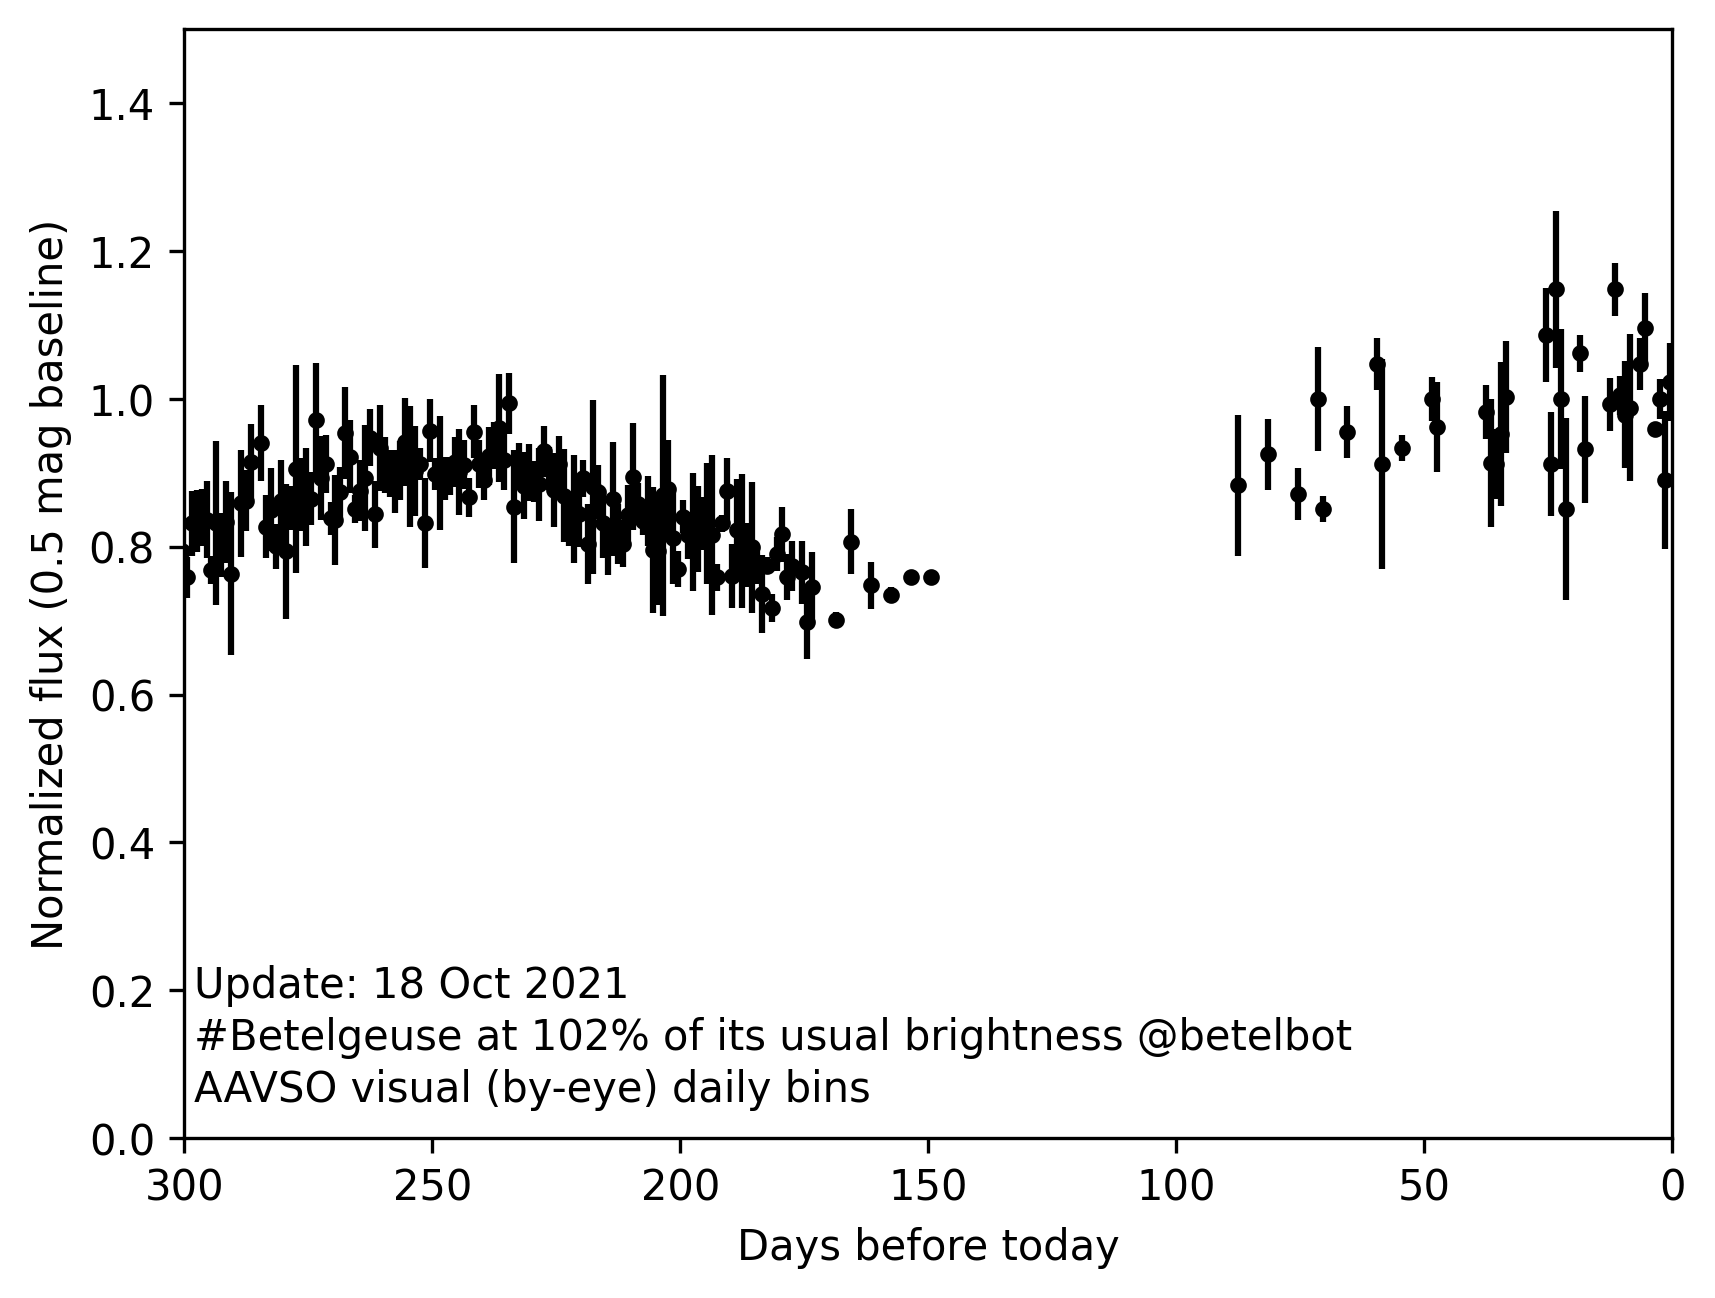 1.4
1.2
1.0
0.8
0.6
0.4
0.2
0.0
Normalized flux (0.5 mag baseline)
Update: 18 Oct 2021
#Betelgeuse at 102% of its usual brightness @betelbot
AAVSO visual (by-eye) daily bins
300 250 200 150 100 50 0
Days before today